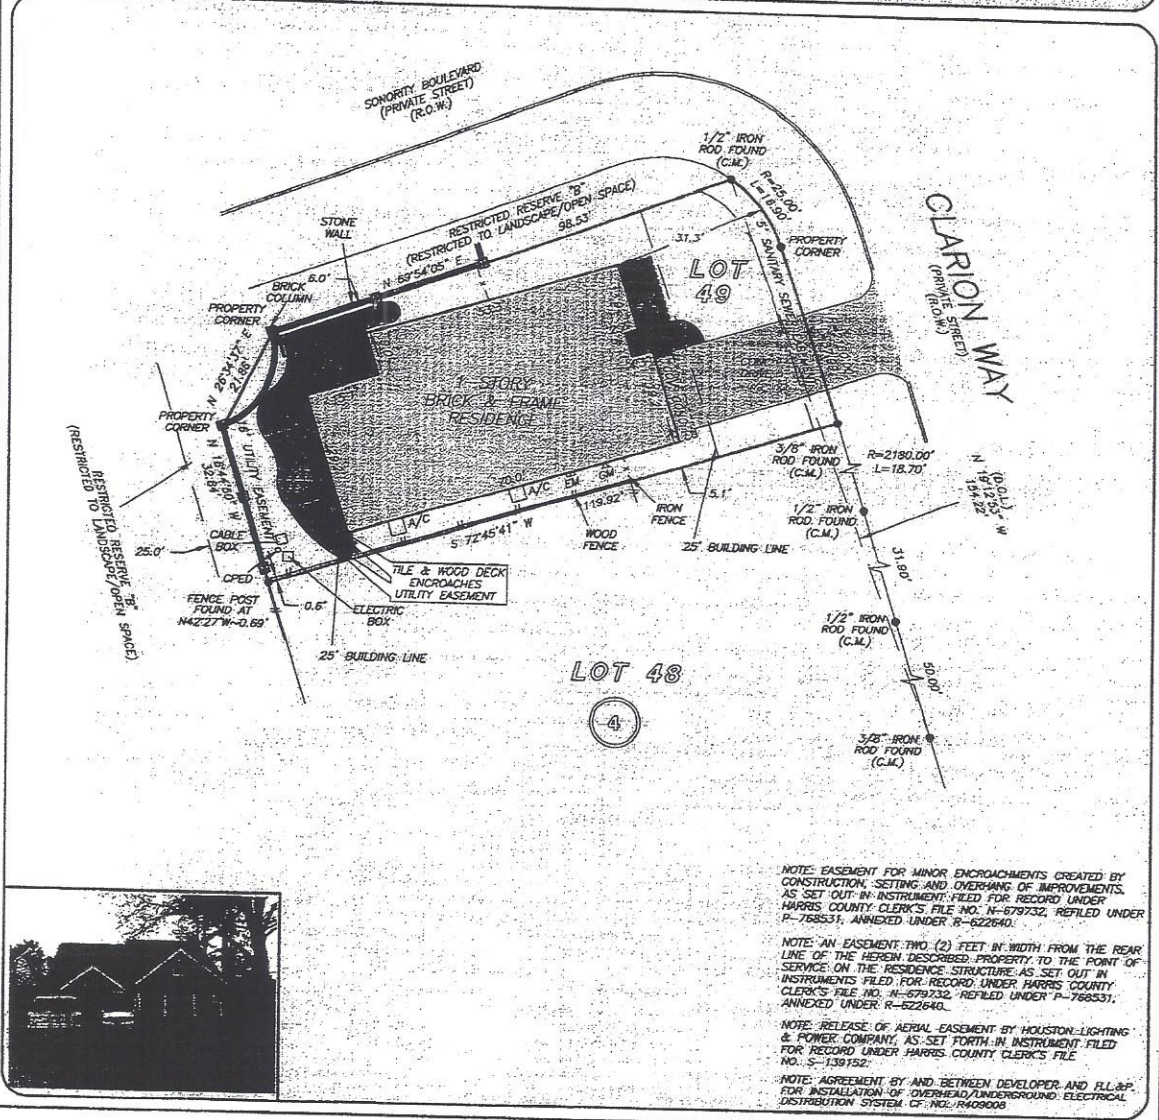 SONORITY BOULEVARD
(PRIVATE STREET)
(R.O.W.)
1/2" IRON
ROD FOUND
(C.M.)
R=25.00'
L=18.90'
PROPERTY
CORNER
CLARION WAY
(PRIVATE STREET)
(R.O.W.)
STONE
WALL
RESTRICTED RESERVE "B"
(RESTRICTED TO LANDSCAPE/OPEN SPACE)
98.53'
N 69°54'05" E
6.0'
BRICK
COLUMN
PROPERTY
CORNER
31.3'
LOT
49
N 26°34'37" E
21.88'
PROPERTY
CORNER
1-STORY
BRICK & FRAME
RESIDENCE
RESTRICTED RESERVE "B"
(RESTRICTED TO LANDSCAPE/OPEN SPACE)
16' UTILITY EASEMENT
CABLE
BOX
25.0'
CPED
FENCE POST
FOUND AT
N42°27'W~0.69'
0.6'
ELECTRIC
BOX
25' BUILDING LINE
TILE & WOOD DECK
ENCROACHES
UTILITY EASEMENT
70.0'
A/C
A/C
EM
GM
119.92'
S 72°45'41" W
WOOD
FENCE
IRON
FENCE
5.1'
25' BUILDING LINE
3/8" IRON
ROD FOUND
(C.M.)
R=2180.00'
L=18.70'
1/2" IRON
ROD FOUND
(C.M.)
31.90'
1/2" IRON
ROD FOUND
(C.M.)
50.00'
3/8" IRON
ROD FOUND
(C.M.)
LOT 48
4
NOTE: EASEMENT FOR MINOR ENCROACHMENTS CREATED BY
CONSTRUCTION, SETTING AND OVERHANG OF IMPROVEMENTS,
AS SET OUT IN INSTRUMENT FILED FOR RECORD UNDER
HARRIS COUNTY CLERK'S FILE NO. N-679732, REFILED UNDER
P-768531, ANNEXED UNDER R-622640.
NOTE: AN EASEMENT TWO (2) FEET IN WIDTH FROM THE REAR
LINE OF THE HEREIN DESCRIBED PROPERTY TO THE POINT OF
SERVICE ON THE RESIDENCE STRUCTURE AS SET OUT IN
INSTRUMENTS FILED FOR RECORD UNDER HARRIS COUNTY
CLERK'S FILE NO. N-679732, REFILED UNDER P-768531,
ANNEXED UNDER R-622640.
NOTE: RELEASE OF AERIAL EASEMENT BY HOUSTON LIGHTING
& POWER COMPANY, AS SET FORTH IN INSTRUMENT FILED
FOR RECORD UNDER HARRIS COUNTY CLERK'S FILE
NO. S-139152.
NOTE: AGREEMENT BY AND BETWEEN DEVELOPER AND H.L.&P.
FOR INSTALLATION OF OVERHEAD/UNDERGROUND ELECTRICAL
DISTRIBUTION SYSTEM CF NO. R409008